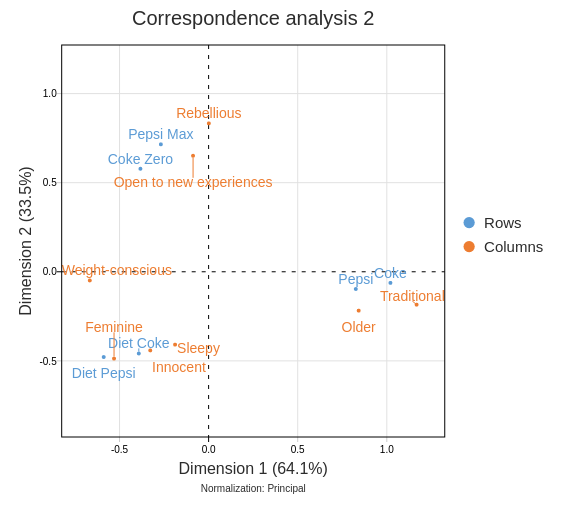 Correspondence analysis 2
1.0
Rebellious
Pepsi Max
Coke Zero
Open to new experiences
0.5
Dimension 2 (33.5%)
Rows
Columns
Weight-conscious
0.0
Pepsi
Coke
Traditional
Older
Feminine
Diet Coke
Sleepy
-0.5
Innocent
Diet Pepsi
-0.5
0.0
0.5
1.0
Dimension 1 (64.1%)
Normalization: Principal